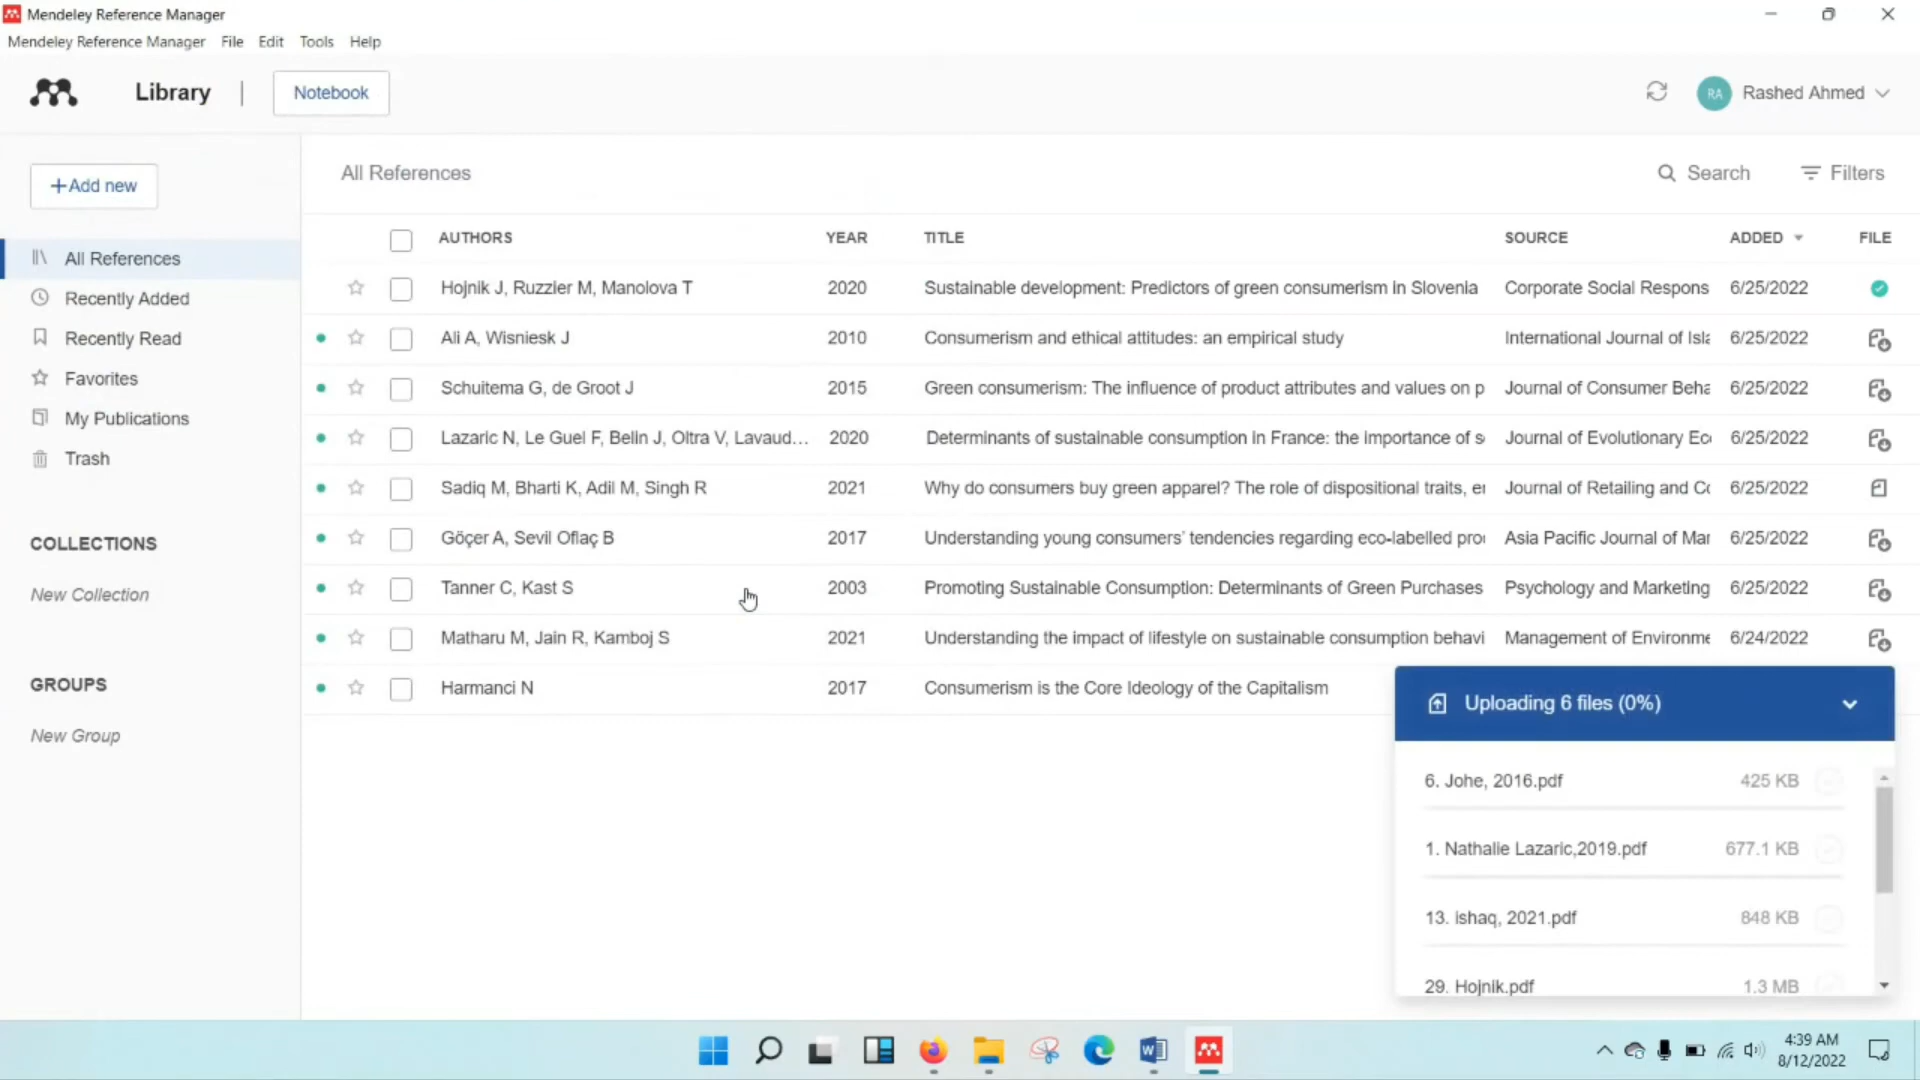 Mendeley Reference Manager
Mendeley Reference Manager File Edit Tools Help
Library | Notebook
RA Rashed Ahmed
+Add new
All References
Recently Added
Recently Read
Favorites
My Publications
Trash
COLLECTIONS
New Collection
GROUPS
New Group
All References Search Filters
AUTHORS YEAR TITLE SOURCE ADDED FILE
Hojnik J, Ruzzier M, Manolova T 2020 Sustainable development: Predictors of green consumerism in Slovenia Corporate Social Respons 6/25/2022
Ali A, Wisniesk J 2010 Consumerism and ethical attitudes: an empirical study International Journal of Isla 6/25/2022
Schuitema G, de Groot J 2015 Green consumerism: The influence of product attributes and values on p Journal of Consumer Beha 6/25/2022
Lazaric N, Le Guel F, Belin J, Oltra V, Lavaud... 2020 Determinants of sustainable consumption in France: the importance of s Journal of Evolutionary Ec 6/25/2022
Sadiq M, Bharti K, Adil M, Singh R 2021 Why do consumers buy green apparel? The role of dispositional traits, e Journal of Retailing and Co 6/25/2022
Göçer A, Sevil Oflaç B 2017 Understanding young consumers' tendencies regarding eco-labelled pro Asia Pacific Journal of Mar 6/25/2022
Tanner C, Kast S 2003 Promoting Sustainable Consumption: Determinants of Green Purchases Psychology and Marketing 6/25/2022
Matharu M, Jain R, Kamboj S 2021 Understanding the impact of lifestyle on sustainable consumption behavi Management of Environme 6/24/2022
Harmanci N 2017 Consumerism is the Core Ideology of the Capitalism
Uploading 6 files (0%)
6. Johe, 2016.pdf 425 KB
1. Nathalie Lazaric,2019.pdf 677.1 KB
13. ishaq, 2021.pdf 848 KB
29. Hojnik.pdf 1.3 MB
4:39 AM
8/12/2022